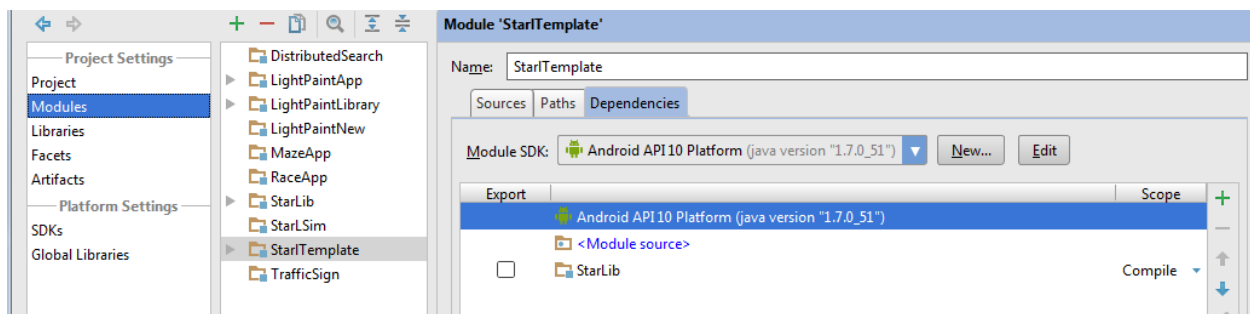 Module 'StarlTemplate'
Project Settings
Project
Modules
Libraries
Facets
Artifacts
Platform Settings
SDKs
Global Libraries
DistributedSearch
LightPaintApp
LightPaintLibrary
LightPaintNew
MazeApp
RaceApp
StarLib
StarLSim
StarlTemplate
TrafficSign
Name: StarlTemplate
Sources Paths Dependencies
Module SDK: Android API 10 Platform (java version "1.7.0_51") New... Edit
Export Scope
Android API 10 Platform (java version "1.7.0_51")
<Module source>
StarLib Compile